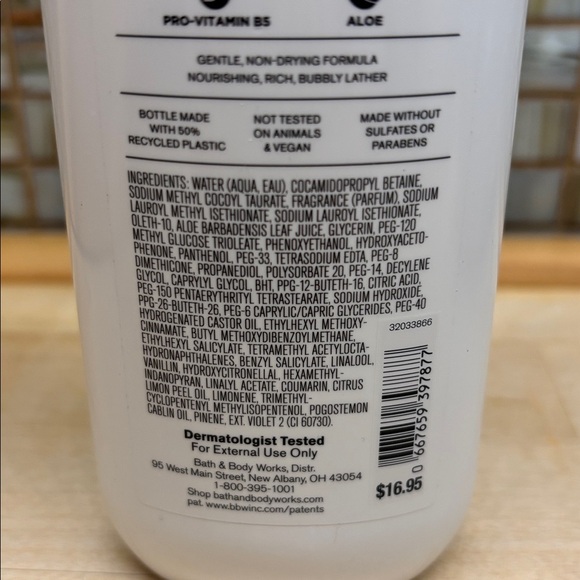 PRO-VITAMIN B5
ALOE
GENTLE, NON-DRYING FORMULA
NOURISHING, RICH, BUBBLY LATHER
BOTTLE MADE
WITH 50%
RECYCLED PLASTIC
NOT TESTED
ON ANIMALS
& VEGAN
MADE WITHOUT
SULFATES OR
PARABENS
INGREDIENTS: WATER (AQUA, EAU), COCAMIDOPROPYL BETAINE,
SODIUM METHYL COCOYL TAURATE, FRAGRANCE (PARFUM), SODIUM
LAUROYL METHYL ISETHIONATE, SODIUM LAUROYL ISETHIONATE,
OLETH-10, ALOE BARBADENSIS LEAF JUICE, GLYCERIN, PEG-120
METHYL GLUCOSE TRIOLEATE, PHENOXYETHANOL, HYDROXYACETO-
PHENONE, PANTHENOL, PEG-33, TETRASODIUM EDTA, PEG-8
DIMETHICONE, PROPANEDIOL, POLYSORBATE 20, PEG-14, DECYLENE
GLYCOL, CAPRYLYL GLYCOL, BHT, PPG-12-BUTETH-16, CITRIC ACID,
PEG-150 PENTAERYTHRITYL TETRASTEARATE, SODIUM HYDROXIDE,
PPG-26-BUTETH-26, PEG-6 CAPRYLIC/CAPRIC GLYCERIDES, PEG-40
HYDROGENATED CASTOR OIL, ETHYLHEXYL METHOXY-
CINNAMATE, BUTYL METHOXYDIBENZOYLMETHANE,
ETHYLHEXYL SALICYLATE, TETRAMETHYL ACETYLOCTA-
HYDRONAPHTHALENES, BENZYL SALICYLATE, LINALOOL,
VANILLIN, HYDROXYCITRONELLAL, HEXAMETHYL-
INDANOPYRAN, LINALYL ACETATE, COUMARIN, CITRUS
LIMON PEEL OIL, LIMONENE, TRIMETHYL-
CYCLOPENTENYL METHYLISOPENTENOL, POGOSTEMON
CABLIN OIL, PINENE, EXT. VIOLET 2 (CI 60730).
32033866
0 667659 397877
$16.95
Dermatologist Tested
For External Use Only
Bath & Body Works, Distr.
95 West Main Street, New Albany, OH 43054
1-800-395-1001
Shop bathandbodyworks.com
pat. www.bbwinc.com/patents